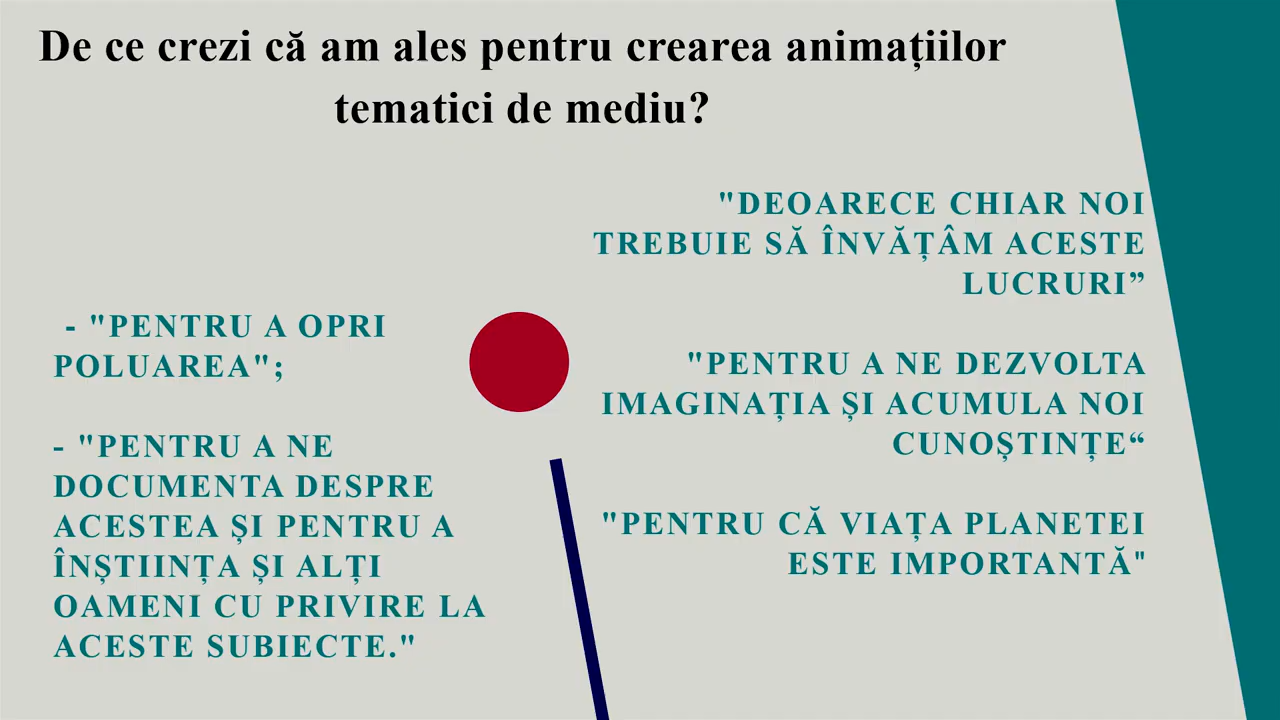 De ce crezi că am ales pentru crearea animațiilor
tematici de mediu?
- "PENTRU A OPRI
POLUAREA";
- "PENTRU A NE
DOCUMENTA DESPRE
ACESTEA ȘI PENTRU A
ÎNȘTIINȚA ȘI ALȚI
OAMENI CU PRIVIRE LA
ACESTE SUBIECTE."
"DEOARECE CHIAR NOI
TREBUIE SĂ ÎNVĂȚÂM ACESTE
LUCRURI”
"PENTRU A NE DEZVOLTA
IMAGINAȚIA ȘI ACUMULA NOI
CUNOȘTINȚE“
"PENTRU CĂ VIAȚA PLANETEI
ESTE IMPORTANTĂ"